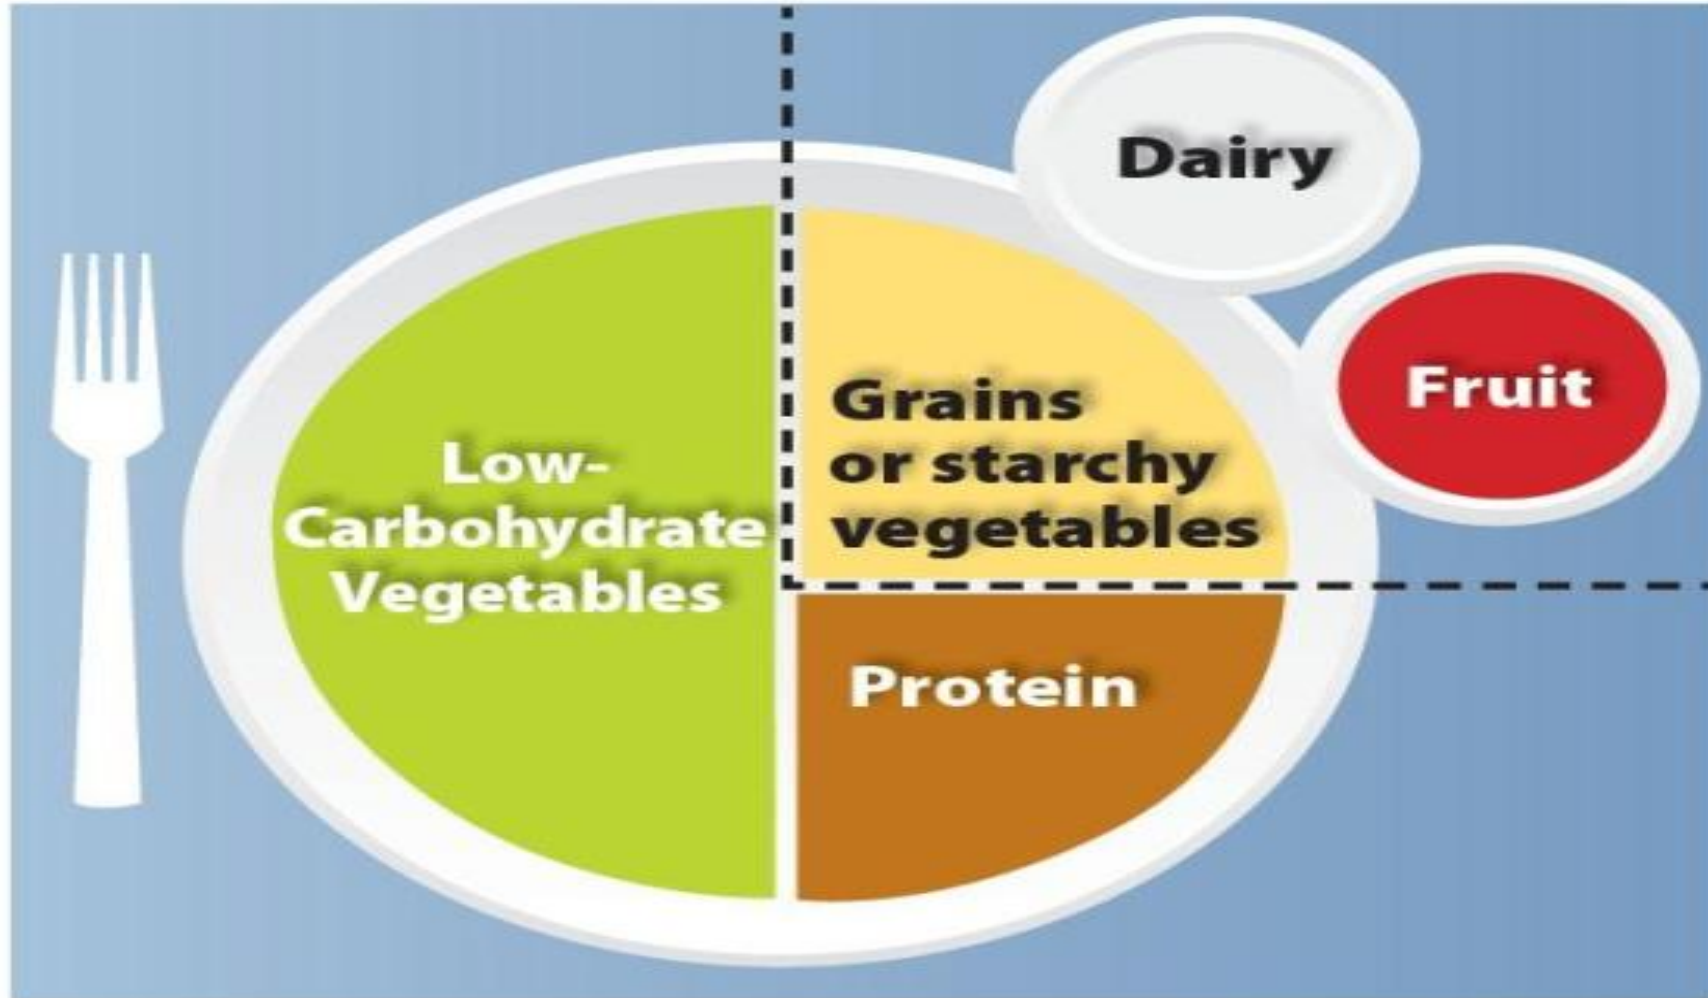 Dairy
Fruit
Low-
Carbohydrate
Vegetables
Grains
or starchy
vegetables
Protein